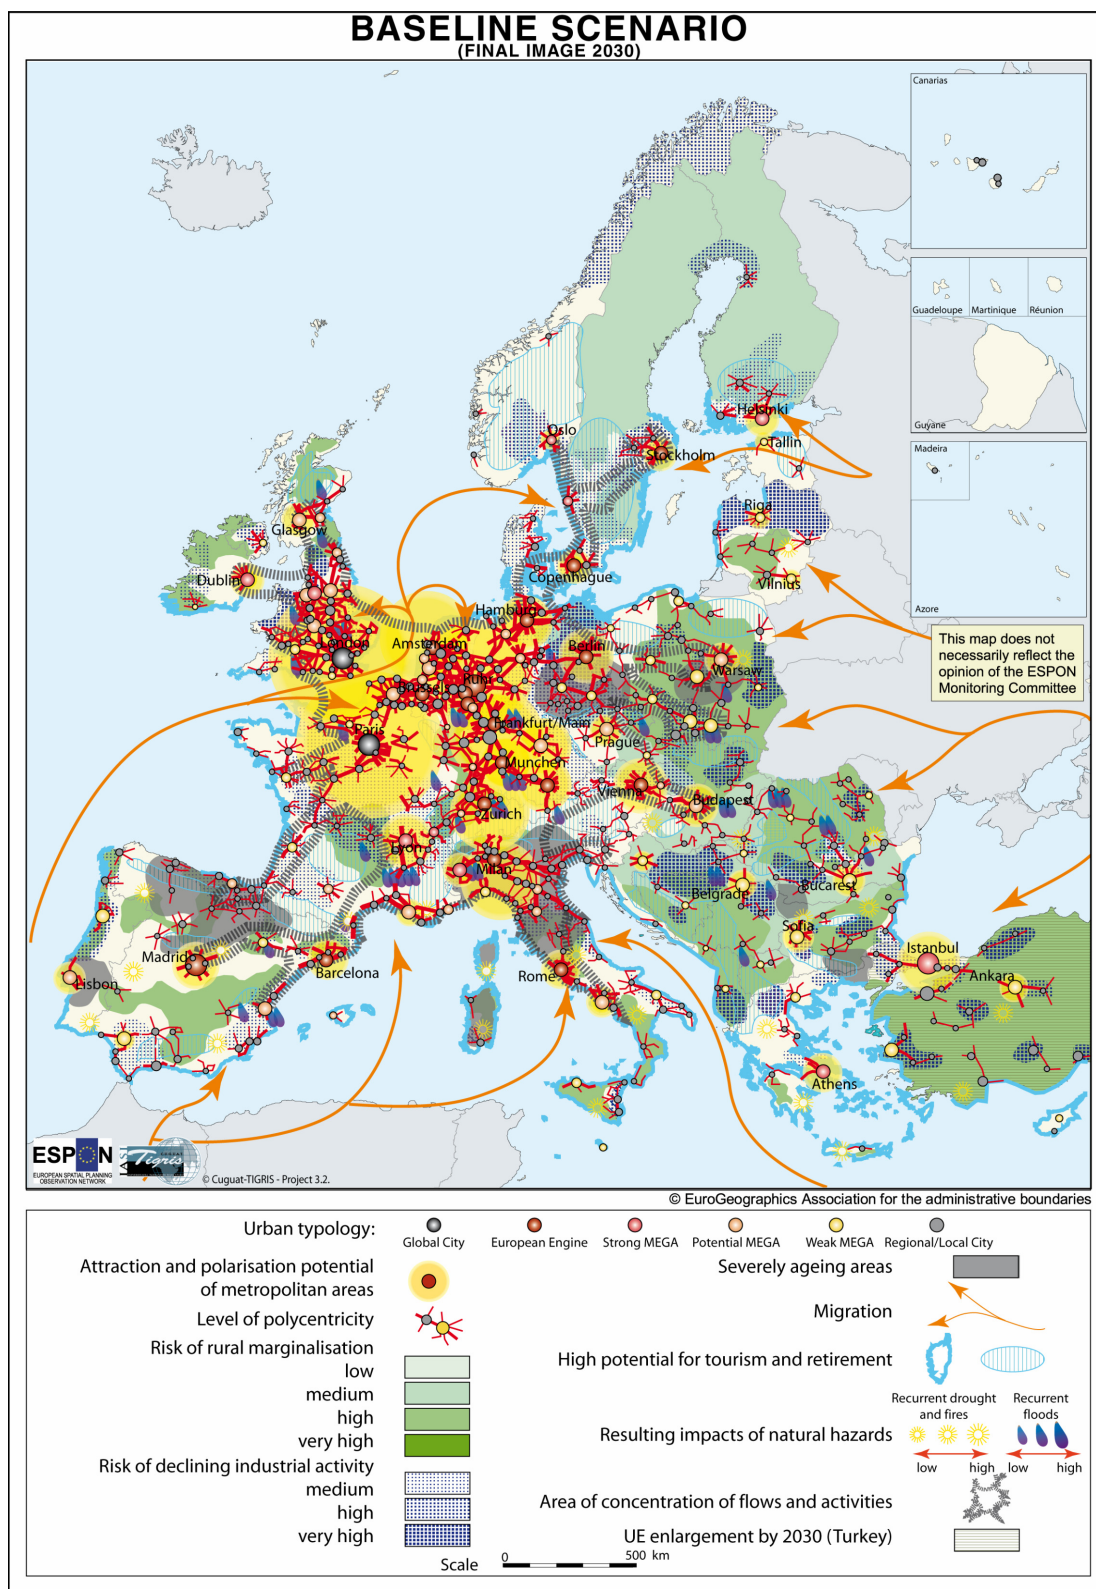 BASELINE SCENARIO
(FINAL IMAGE 2030)
Canarias
Guadeloupe
Martinique
Réunion
Guyane
Madeira
Azore
Helsinki
Tallin
Oslo
Stockholm
Riga
Glasgow
Vilnius
Dublin
Copenhague
Hamburg
This map does not
necessarily reflect the
opinion of the ESPON
Monitoring Committee
London
Amsterdam
Berlin
Warsaw
Brussels
Ruhr
Paris
Frankfurt/Main
Prague
Munchen
Vienna
Budapest
Zurich
Lyon
Milan
Belgrade
Bucarest
Sofia
Istanbul
Madrid
Barcelona
Rome
Ankara
Lisbon
Athens
ESPON
EUROPEAN SPATIAL PLANNING
OBSERVATION NETWORK
Tigris
© Cuguat-TIGRIS - Project 3.2.
© EuroGeographics Association for the administrative boundaries
Urban typology:
Global City
European Engine
Strong MEGA
Potential MEGA
Weak MEGA
Regional/Local City
Attraction and polarisation potential
of metropolitan areas
Level of polycentricity
Risk of rural marginalisation
low
medium
high
very high
Risk of declining industrial activity
medium
high
very high
Scale
0
500 km
Severely ageing areas
Migration
High potential for tourism and retirement
Recurrent drought
and fires
Recurrent
floods
Resulting impacts of natural hazards
low
high
low
high
Area of concentration of flows and activities
UE enlargement by 2030 (Turkey)